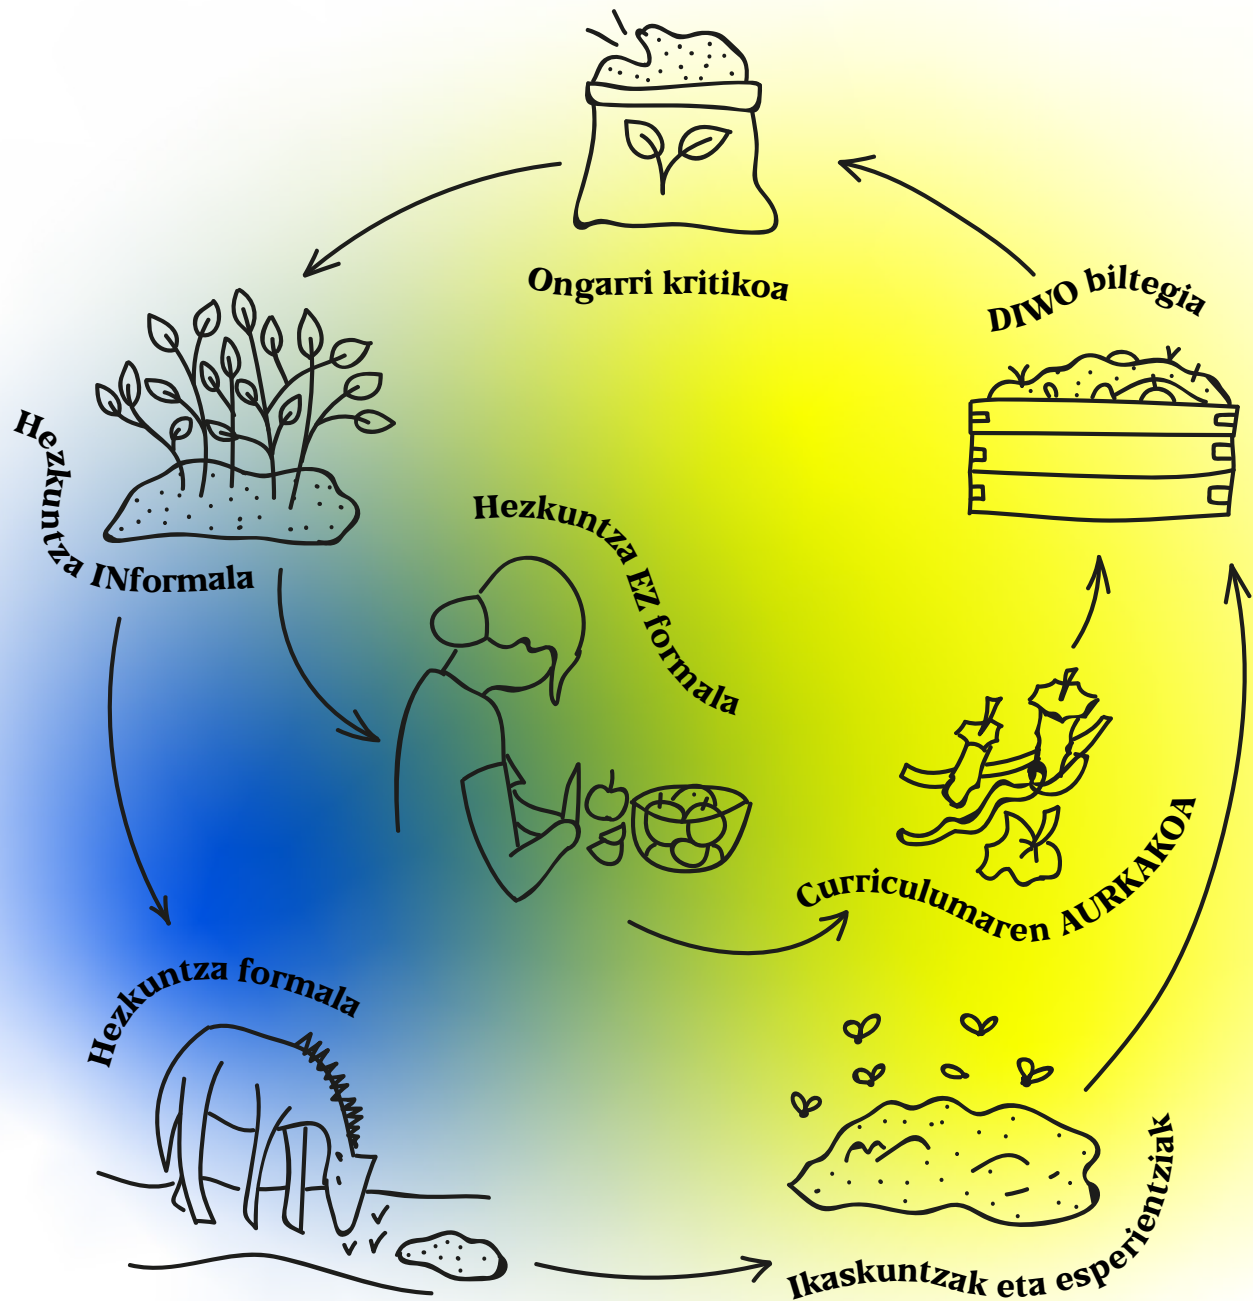 Ongarri kritikoa
DIWO biltegia
Hezkuntza INformala
Hezkuntza EZ formala
Curriculumaren AURKAKOA
Hezkuntza formala
Ikaskuntzak eta esperientziak